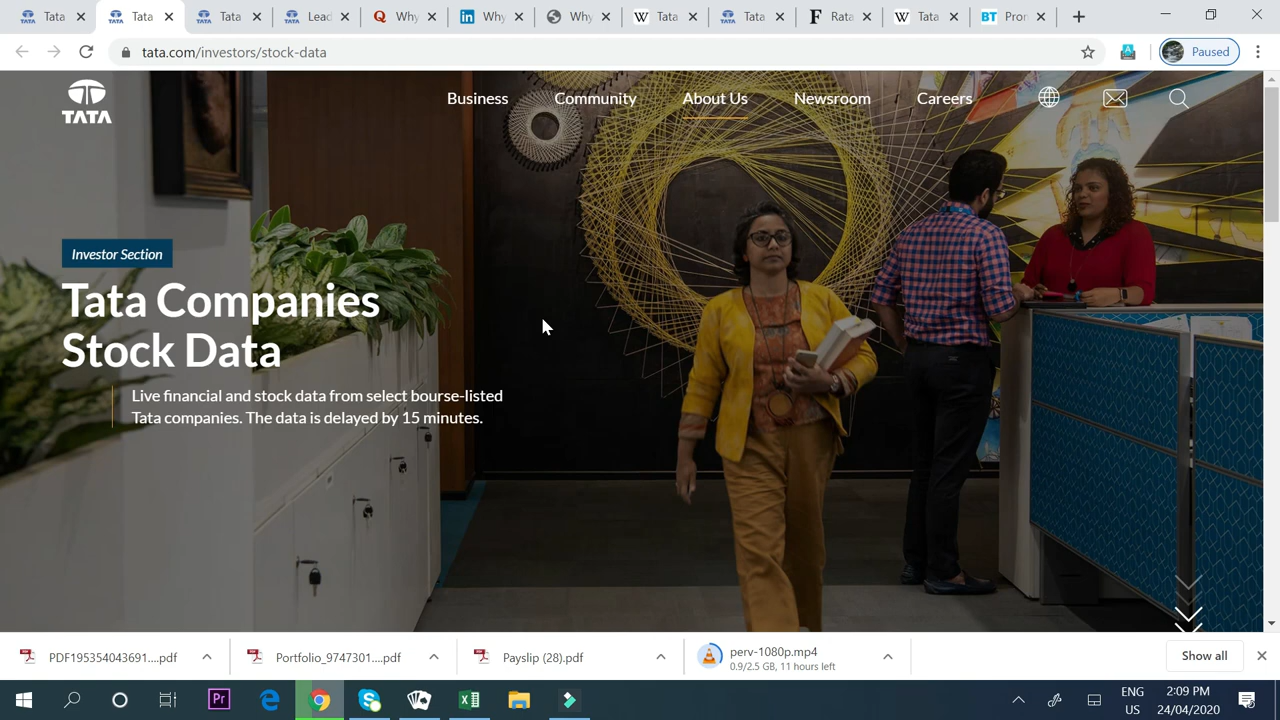 Tata
Tata
Tata
Lead
Why
Why
Why
Tata
Tata
Rata
Tata
Pron
tata.com/investors/stock-data
Paused
TATA
Business
Community
About Us
Newsroom
Careers
Investor Section
Tata Companies
Stock Data
Live financial and stock data from select bourse-listed
Tata companies. The data is delayed by 15 minutes.
PDF195354043691....pdf
Portfolio_9747301....pdf
Payslip (28).pdf
perv-1080p.mp4
0.9/2.5 GB, 11 hours left
Show all
Pr
ENG
US
2:09 PM
24/04/2020